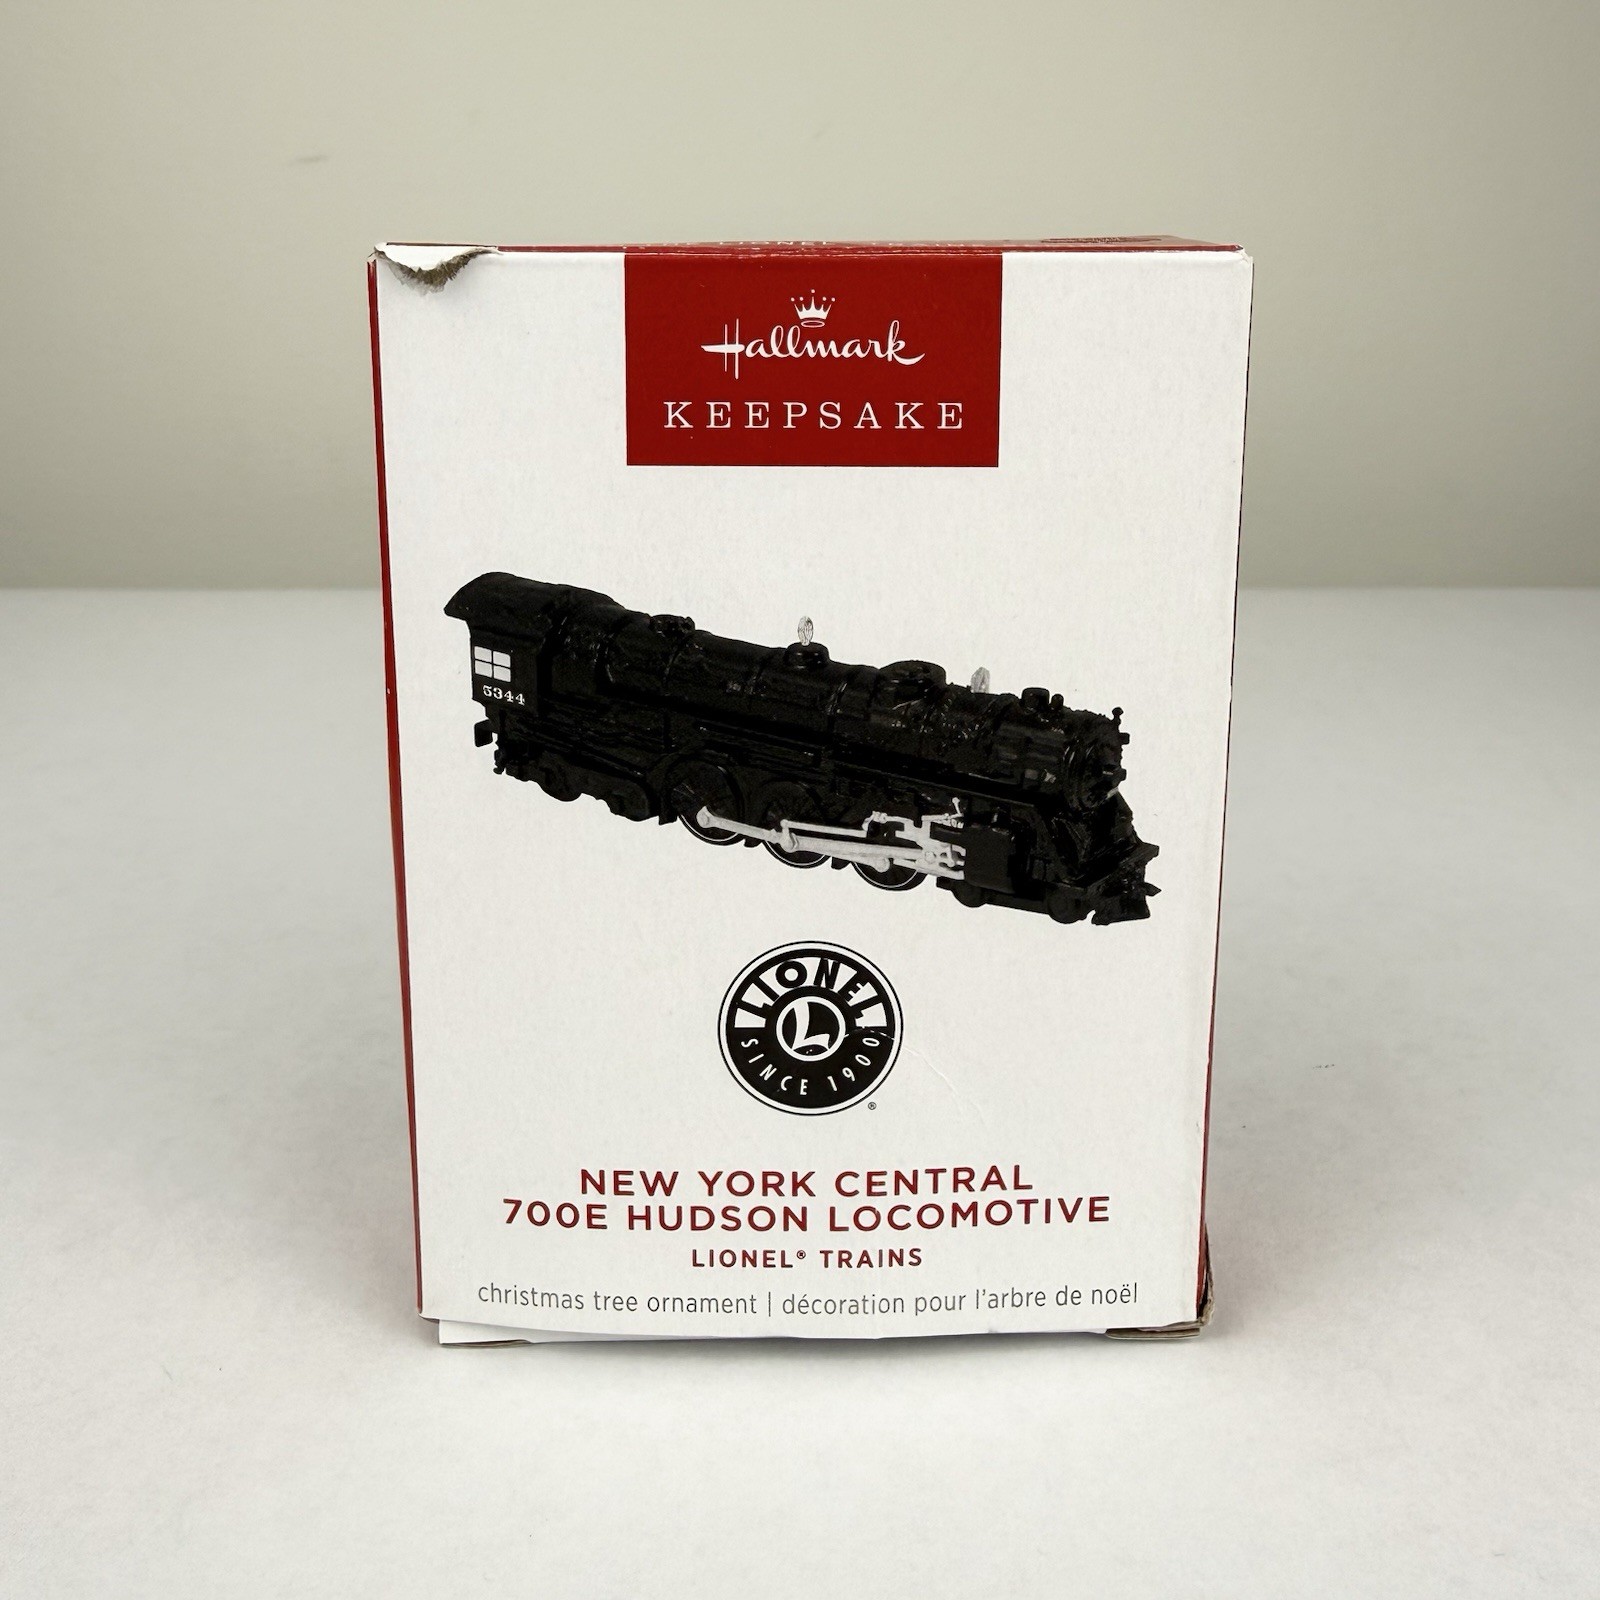 Hallmark
KEEPSAKE
5344
LIONEL
L
SINCE 1900
®
NEW YORK CENTRAL
700E HUDSON LOCOMOTIVE
LIONEL® TRAINS
christmas tree ornament | décoration pour l'arbre de noël